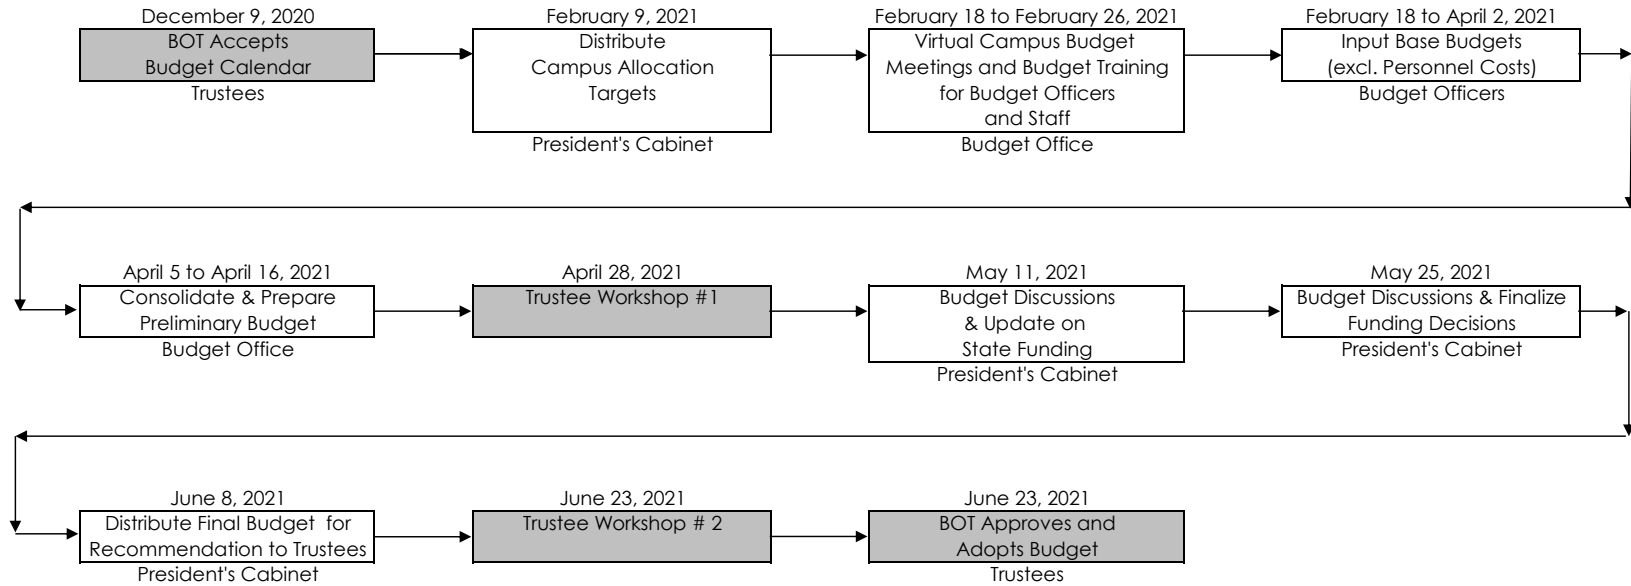 December 9, 2020
BOT Accepts
Budget Calendar
Trustees
February 9, 2021
Distribute
Campus Allocation
Targets
President's Cabinet
February 18 to February 26, 2021
Virtual Campus Budget
Meetings and Budget Training
for Budget Officers
and Staff
Budget Office
February 18 to April 2, 2021
Input Base Budgets
(excl. Personnel Costs)
Budget Officers
April 5 to April 16, 2021
Consolidate & Prepare
Preliminary Budget
Budget Office
April 28, 2021
Trustee Workshop #1
May 11, 2021
Budget Discussions
& Update on
State Funding
President's Cabinet
May 25, 2021
Budget Discussions & Finalize
Funding Decisions
President's Cabinet
June 8, 2021
Distribute Final Budget for
Recommendation to Trustees
President's Cabinet
June 23, 2021
Trustee Workshop # 2
June 23, 2021
BOT Approves and
Adopts Budget
Trustees